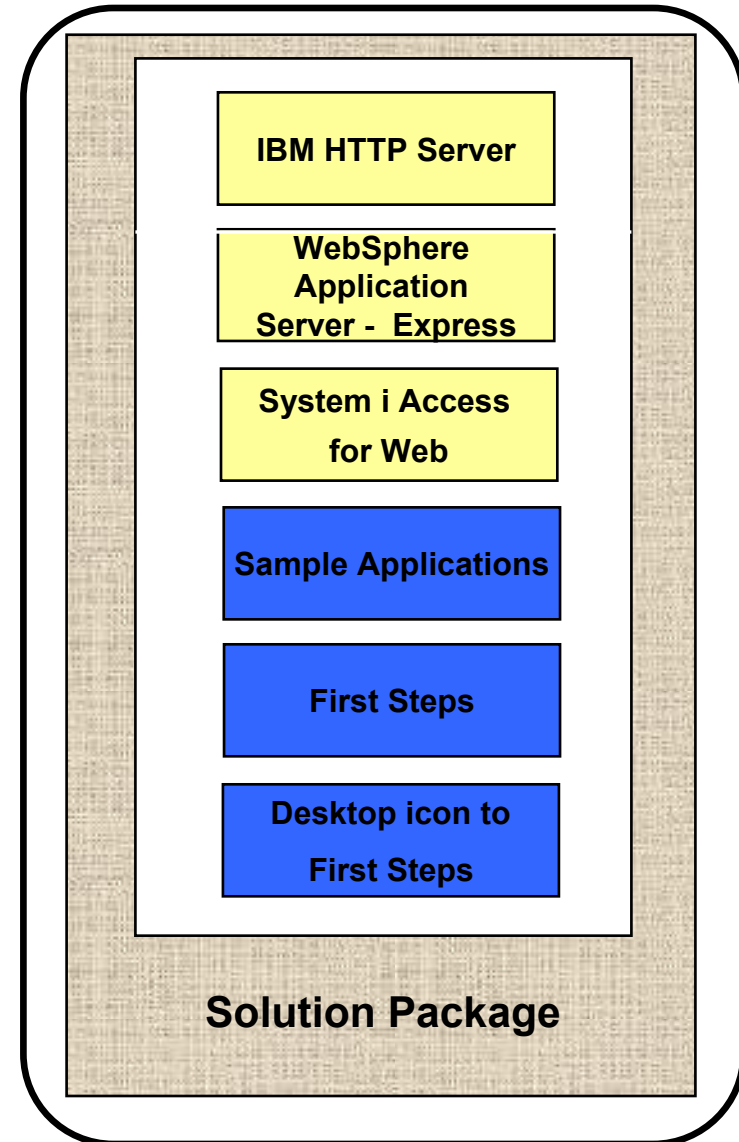 IBM HTTP Server
WebSphere
Application
Server - Express
System i Access
for Web
Sample Applications
First Steps
Desktop icon to
First Steps
Solution Package